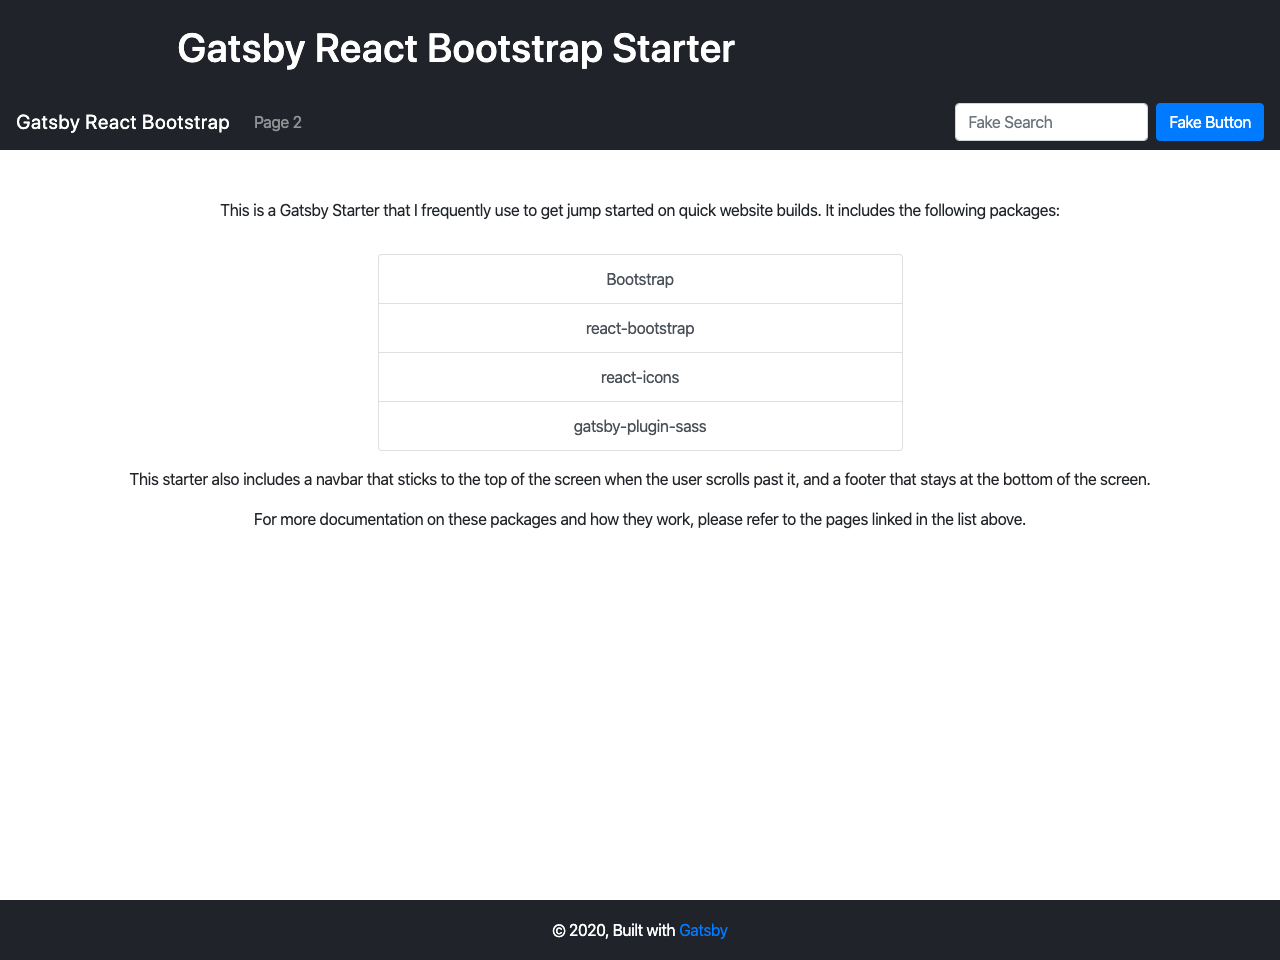 Gatsby React Bootstrap Starter
Gatsby React Bootstrap Page 2 Fake Search Fake Button
This is a Gatsby Starter that I frequently use to get jump started on quick website builds. It includes the following packages:
Bootstrap
react-bootstrap
react-icons
gatsby-plugin-sass
This starter also includes a navbar that sticks to the top of the screen when the user scrolls past it, and a footer that stays at the bottom of the screen.
For more documentation on these packages and how they work, please refer to the pages linked in the list above.
© 2020, Built with Gatsby